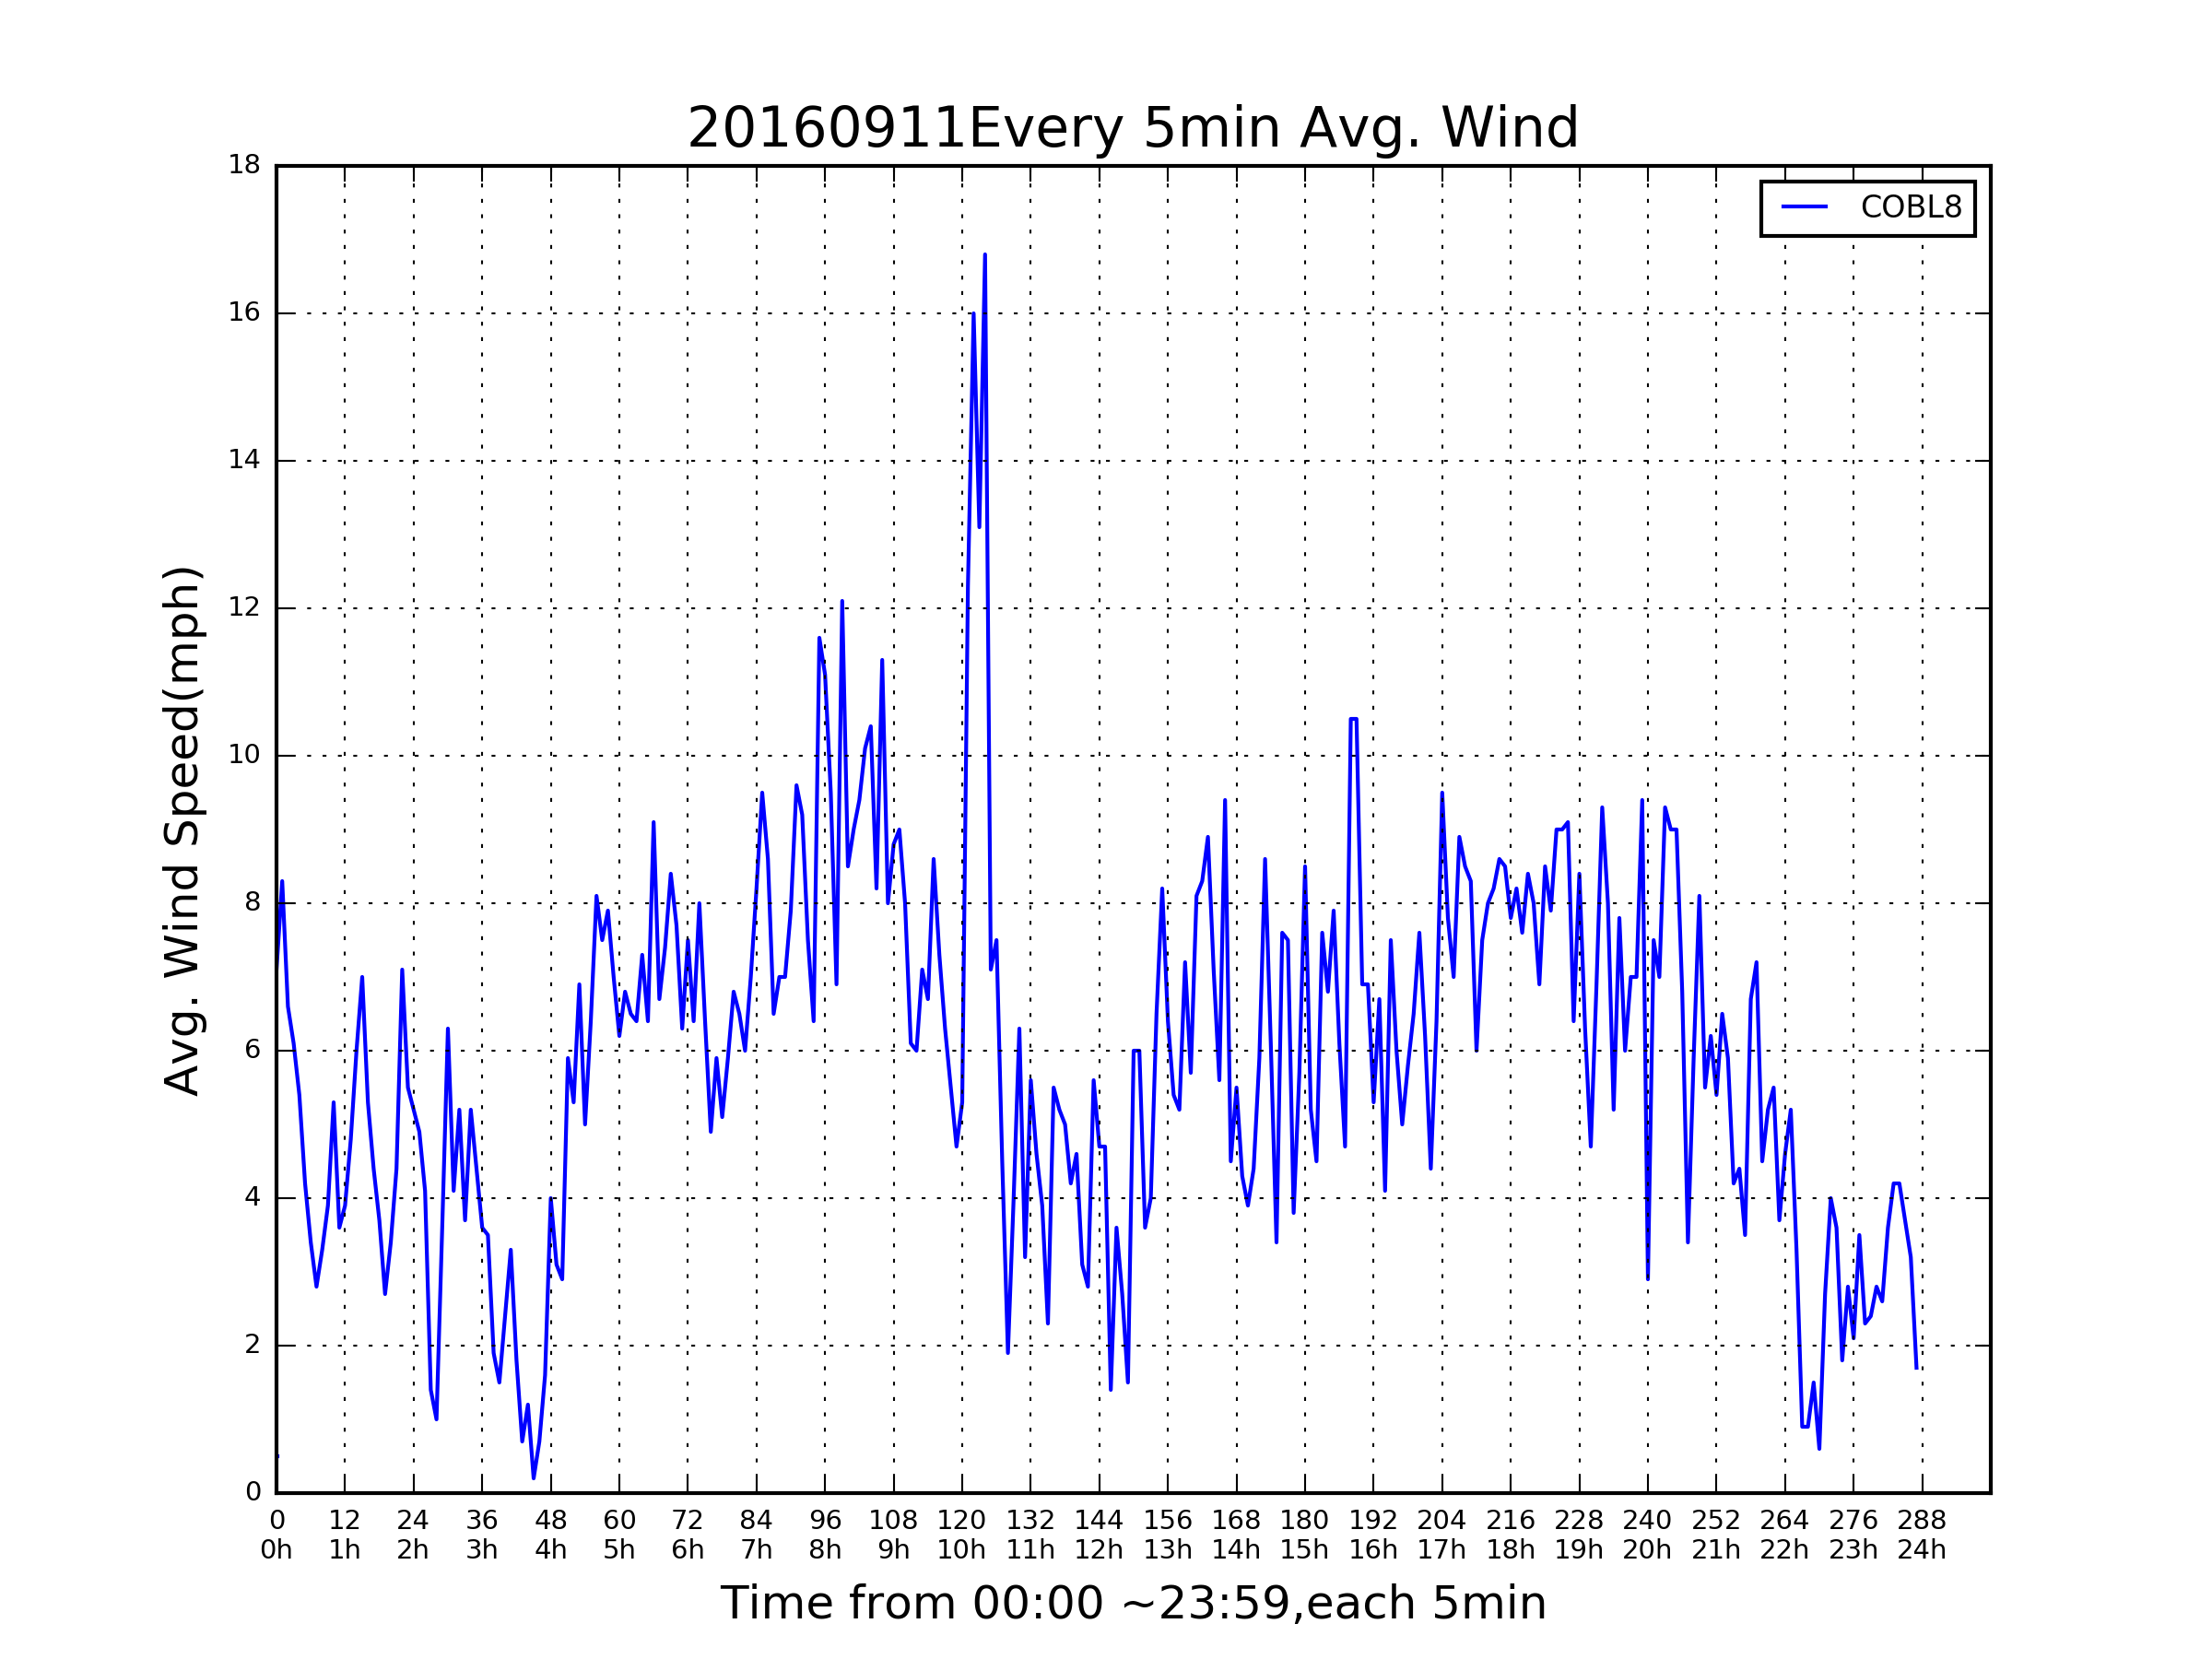 20160911Every 5min Avg. Wind
COBL8
Avg. Wind Speed(mph)
18
16
14
12
10
8
6
4
2
0
0 12 24 36 48 60 72 84 96 108 120 132 144 156 168 180 192 204 216 228 240 252 264 276 288
0h 1h 2h 3h 4h 5h 6h 7h 8h 9h 10h 11h 12h 13h 14h 15h 16h 17h 18h 19h 20h 21h 22h 23h 24h
Time from 00:00 ~23:59,each 5min